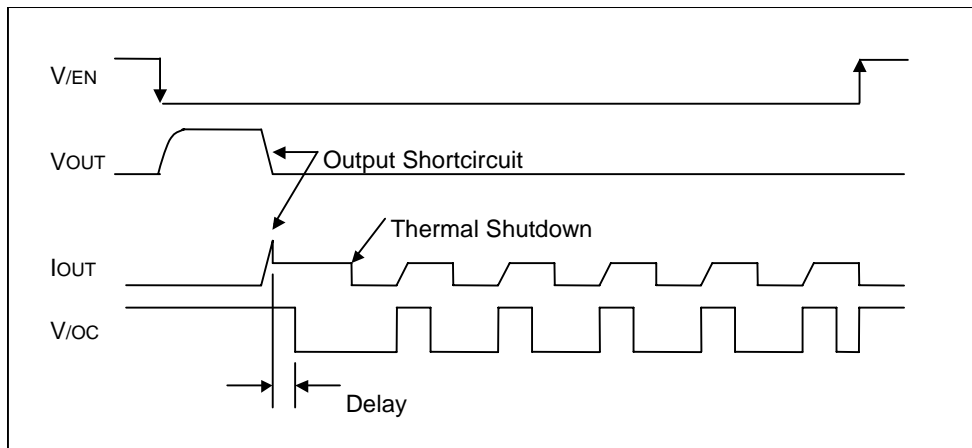 V/EN
VOUT
Output Shortcircuit
Thermal Shutdown
IOUT
V/OC
Delay